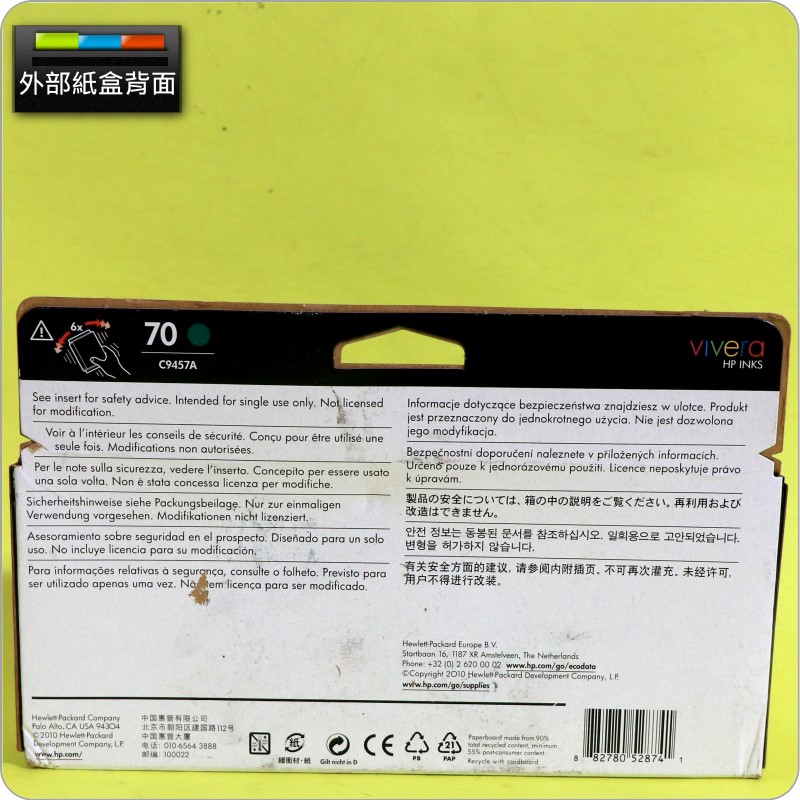 外部紙盒背面
6x
70
C9457A
vivera
HP INKS
See insert for safety advice. Intended for single use only. Not licensed
for modification.
Voir à l'intérieur les conseils de sécurité. Conçu pour être utilisé une
seule fois. Modifications non autorisées.
Per le note sulla sicurezza, vedere l'inserto. Concepito per essere usato
una sola volta. Non è stata concessa licenza per modifiche.
Sicherheitshinweise siehe Packungsbeilage. Nur zur einmaligen
Verwendung vorgesehen. Modifikationen nicht lizenziert.
Asesoramiento sobre seguridad en el prospecto. Diseñado para un solo
uso. No incluye licencia para su modificación.
Para informações relativas à segurança, consulte o folheto. Previsto para
ser utilizado apenas uma vez. Não tem licença para ser modificado.
Informacje dotyczące bezpieczeństwa znajdziesz w ulotce. Produkt
jest przeznaczony do jednokrotnego użycia. Nie jest dozwolona
jego modyfikacja.
Bezpečnostní doporučení naleznete v přiložených informacích.
Určeno pouze k jednorázovému použití. Licence neposkytuje právo
k úpravám.
製品の安全については、箱の中の説明をご覧ください。再利用および
改造はできません。
안전 정보는 동봉된 문서를 참조하십시오. 일회용으로 고안되었습니다.
변형을 허가하지 않습니다.
有关安全方面的建议, 请参阅内附插页。不可再次灌充。未经许可,
用户不得进行改装。
Hewlett-Packard Europe B.V.
Startbaan 16, 1187 XR Amstelveen, The Netherlands
Phone: +32 (0) 2 620 00 02 www.hp.com/go/ecodata
©Copyright 2010 Hewlett-Packard Development Company, L.P.
www.hp.com/go/supplies
Hewlett-Packard Company
Palo Alto, CA USA 94304
©2010 Hewlett-Packard
Development Company, L.P.
www.hp.com
中国惠普有限公司
北京市朝阳区建国路112号
中国惠普大厦
电话: 010-6564 3888
邮编: 100022
紙
緩衝材・紙
Gilt nicht in D
CE
PB
21
PAP
Paperboard made from 90%
total recycled content, minimum
55% post-consumer content.
Recycle with cardboard
8 82780 52874 1